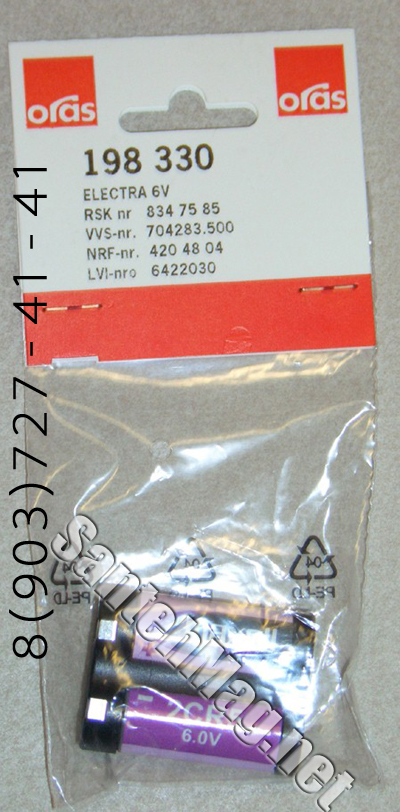 oras
oras
198 330
ELECTRA 6V
RSK nr 834 75 85
VVS-nr. 704283.500
NRF-nr. 420 48 04
LVI-nro 6422030
8(903)727-41-41
SantehMag.net
04
PE-LD
04
PE-LD
6.0V